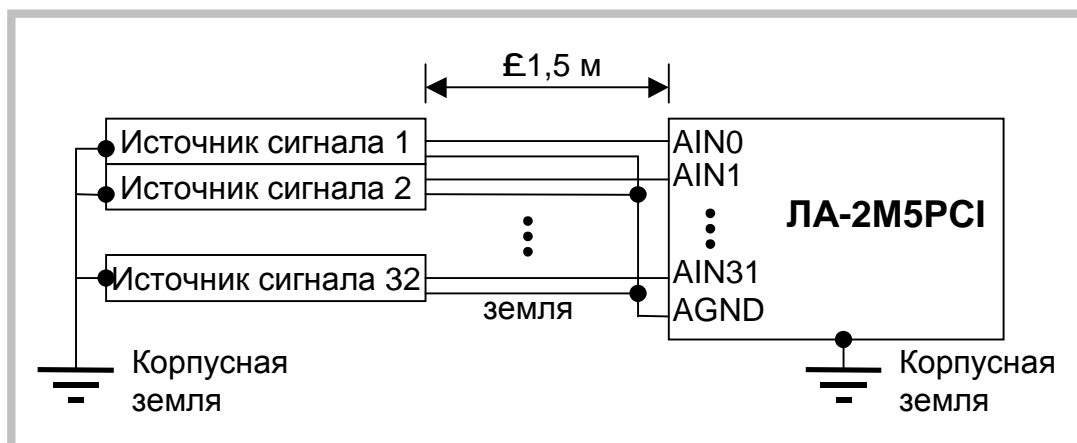 £1,5 м
Источник сигнала 1
AIN0
Источник сигнала 2
AIN1
ЛА-2М5PCI
Источник сигнала 32
AIN31
земля
AGND
Корпусная
земля
Корпусная
земля